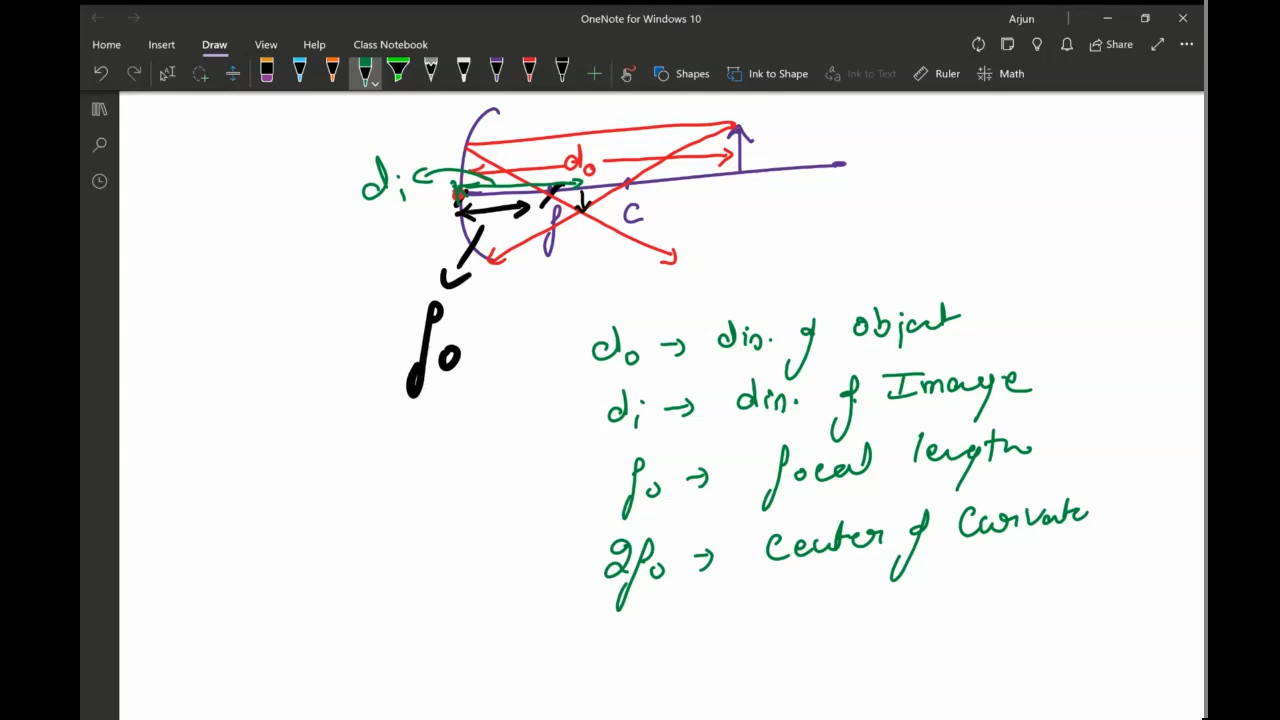 OneNote for Windows 10
Arjun
Home Insert Draw View Help Class Notebook
Share
Shapes Ink to Shape Ink to Text Ruler Math
do
di
f C
fo
do → dis. of object
di → dis. of Image
fo → focal length
2fo → Center of Curvate